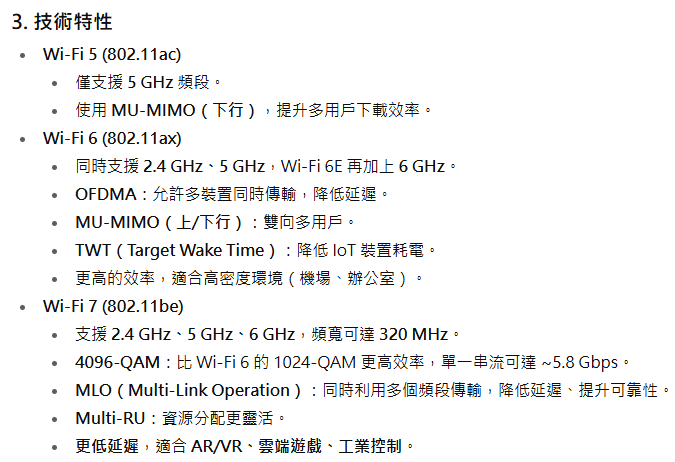 3. 技術特性
• Wi-Fi 5 (802.11ac)
• 僅支援 5 GHz 頻段。
• 使用 MU-MIMO（下行），提升多用戶下載效率。
• Wi-Fi 6 (802.11ax)
• 同時支援 2.4 GHz、5 GHz，Wi-Fi 6E 再加上 6 GHz。
• OFDMA：允許多裝置同時傳輸，降低延遲。
• MU-MIMO（上/下行）：雙向多用戶。
• TWT（Target Wake Time）：降低 IoT 裝置耗電。
• 更高的效率，適合高密度環境（機場、辦公室）。
• Wi-Fi 7 (802.11be)
• 支援 2.4 GHz、5 GHz、6 GHz，頻寬可達 320 MHz。
• 4096-QAM：比 Wi-Fi 6 的 1024-QAM 更高效率，單一串流可達 ~5.8 Gbps。
• MLO（Multi-Link Operation）：同時利用多個頻段傳輸，降低延遲、提升可靠性。
• Multi-RU：資源分配更靈活。
• 更低延遲，適合 AR/VR、雲端遊戲、工業控制。